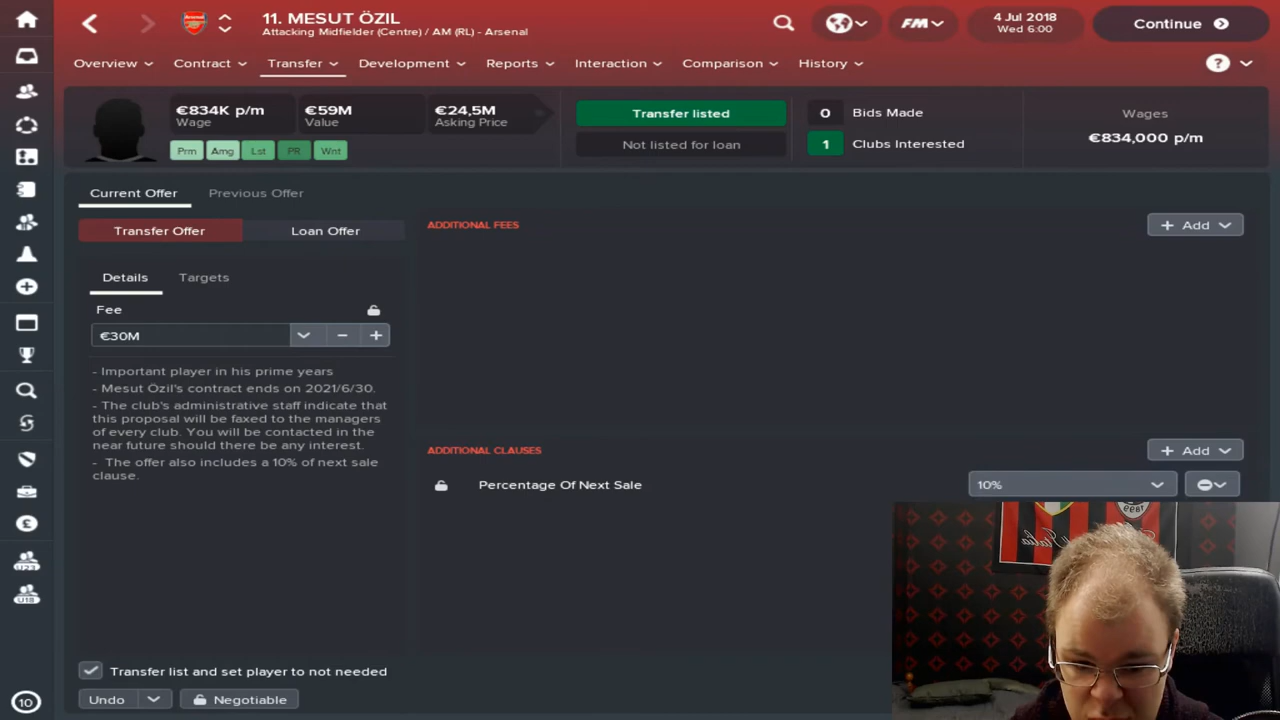 11. MESUT ÖZIL
Attacking Midfielder (Centre) / AM (RL) - Arsenal
FM
4 Jul 2018
Wed 6:00
Continue
Overview
Contract
Transfer
Development
Reports
Interaction
Comparison
History
?
€834K p/m
Wage
€59M
Value
€24,5M
Asking Price
Prm
Amg
Lst
PR
Wnt
Transfer listed
Not listed for loan
0 Bids Made
1 Clubs Interested
Wages
€834,000 p/m
Current Offer
Previous Offer
Transfer Offer
Loan Offer
Details
Targets
Fee
€30M
- Important player in his prime years
- Mesut Özil's contract ends on 2021/6/30.
- The club's administrative staff indicate that
this proposal will be faxed to the managers
of every club. You will be contacted in the
near future should there be any interest.
- The offer also includes a 10% of next sale
clause.
ADDITIONAL FEES
+ Add
ADDITIONAL CLAUSES
+ Add
Percentage Of Next Sale
10%
Transfer list and set player to not needed
Undo
Negotiable
U23
U18
10
1899